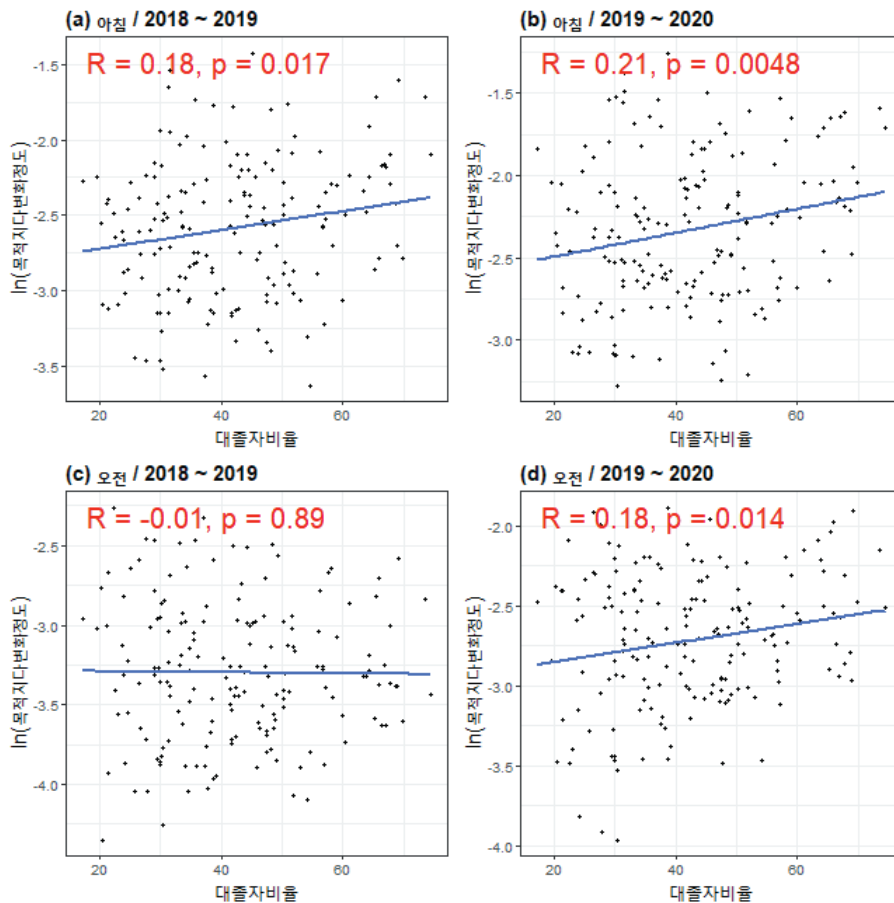 (a) 아침 / 2018 ~ 2019
R = 0.18, p = 0.017
ln(목적지다변화정도)
-1.5
-2.0
-2.5
-3.0
-3.5
20 40 60
대졸자비율
(b) 아침 / 2019 ~ 2020
R = 0.21, p = 0.0048
ln(목적지다변화정도)
-1.5
-2.0
-2.5
-3.0
20 40 60
대졸자비율
(c) 오전 / 2018 ~ 2019
R = -0.01, p = 0.89
ln(목적지다변화정도)
-2.5
-3.0
-3.5
-4.0
20 40 60
대졸자비율
(d) 오전 / 2019 ~ 2020
R = 0.18, p = 0.014
ln(목적지다변화정도)
-2.0
-2.5
-3.0
-3.5
-4.0
20 40 60
대졸자비율